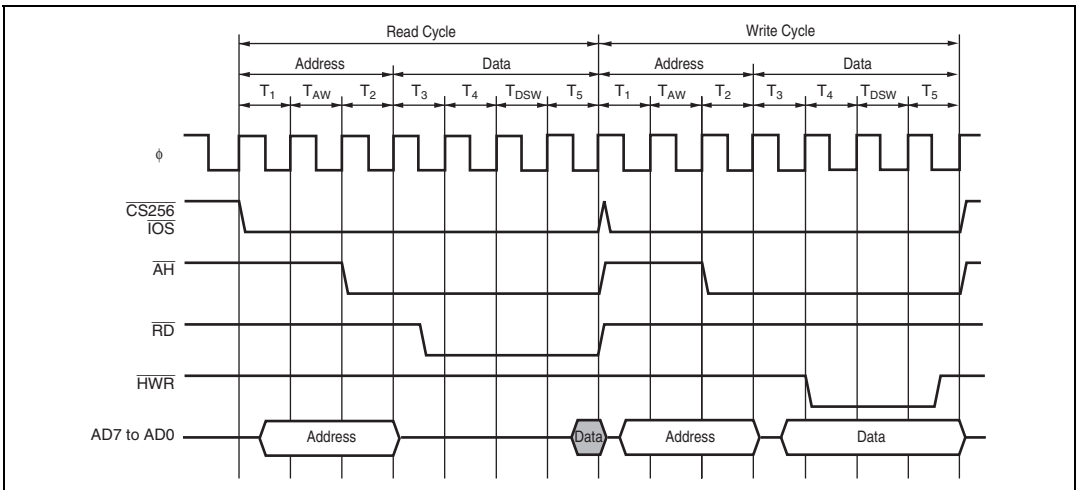 Read Cycle Write Cycle
Address Data Address Data
T1 TAW T2 T3 T4 TDSW T5 T1 TAW T2 T3 T4 TDSW T5
ϕ
CS256
IOS
AH
RD
HWR
AD7 to AD0 Address Data Address Data